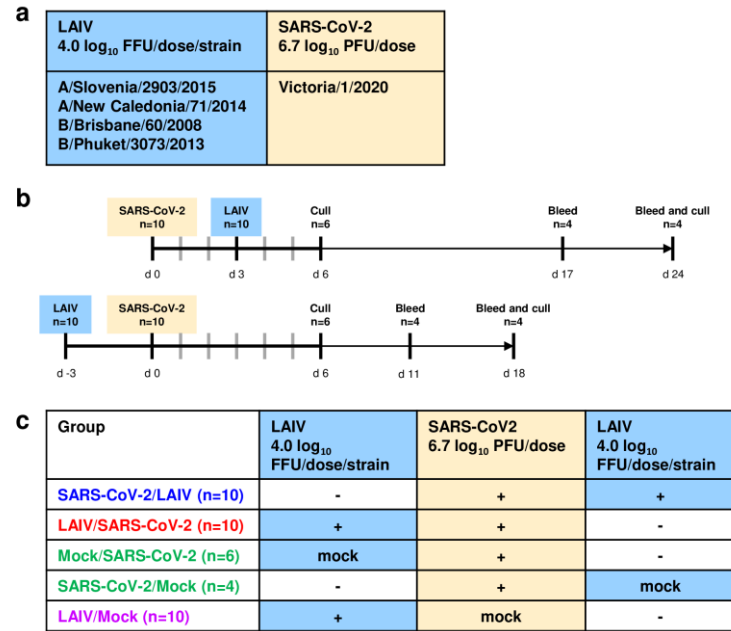 a
LAIV
4.0 log10 FFU/dose/strain
SARS-CoV-2
6.7 log10 PFU/dose
A/Slovenia/2903/2015
A/New Caledonia/71/2014
B/Brisbane/60/2008
B/Phuket/3073/2013
Victoria/1/2020
b
SARS-CoV-2
n=10
LAIV
n=10
Cull
n=6
Bleed
n=4
Bleed and cull
n=4
d 0
d 3
d 6
d 17
d 24
LAIV
n=10
SARS-CoV-2
n=10
Cull
n=6
Bleed
n=4
Bleed and cull
n=4
d -3
d 0
d 6
d 11
d 18
c
Group
LAIV
4.0 log10
FFU/dose/strain
SARS-CoV2
6.7 log10 PFU/dose
LAIV
4.0 log10
FFU/dose/strain
SARS-CoV-2/LAIV (n=10) - + +
LAIV/SARS-CoV-2 (n=10) + + -
Mock/SARS-CoV-2 (n=6) mock + -
SARS-CoV-2/Mock (n=4) - + mock
LAIV/Mock (n=10) + mock -